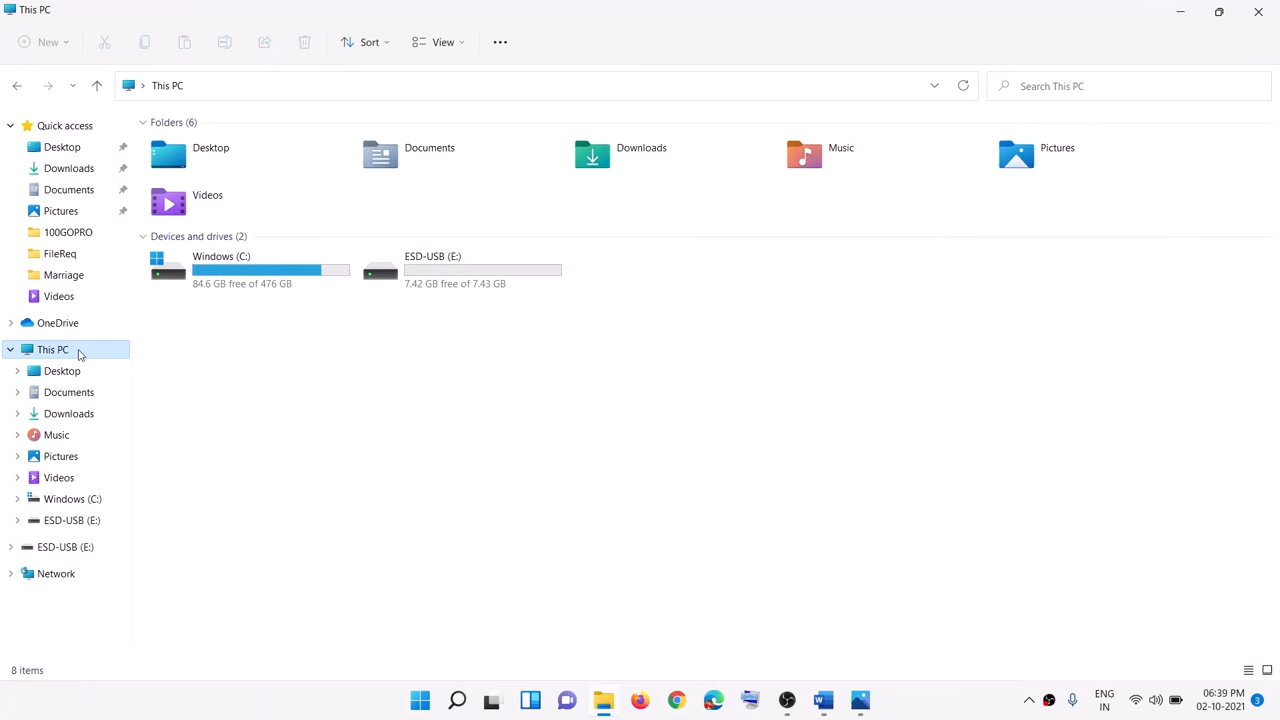 This PC
New
Sort
View
This PC
Search This PC
Quick access
Desktop
Downloads
Documents
Pictures
100GOPRO
FileReq
Marriage
Videos
OneDrive
This PC
Desktop
Documents
Downloads
Music
Pictures
Videos
Windows (C:)
ESD-USB (E:)
ESD-USB (E:)
Network
Folders (6)
Desktop
Documents
Downloads
Music
Pictures
Videos
Devices and drives (2)
Windows (C:)
84.6 GB free of 476 GB
ESD-USB (E:)
7.42 GB free of 7.43 GB
8 items
ENG
IN
06:39 PM
02-10-2021
3